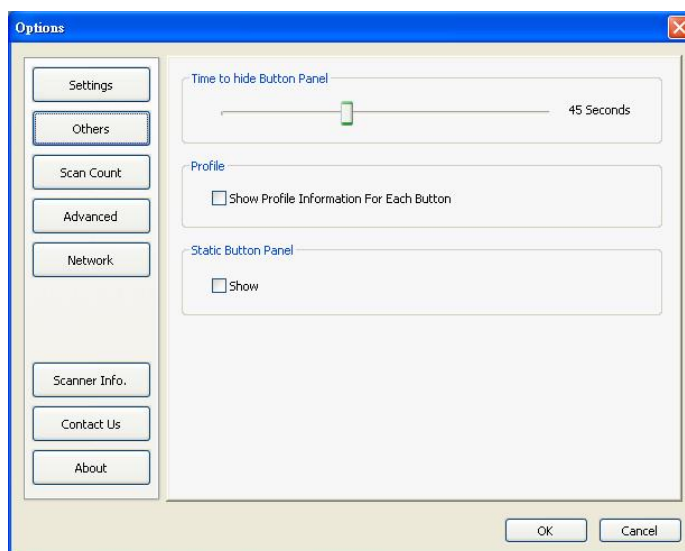 Options
Settings
Others
Scan Count
Advanced
Network
Scanner Info.
Contact Us
About
Time to hide Button Panel
45 Seconds
Profile
Show Profile Information For Each Button
Static Button Panel
Show
OK
Cancel